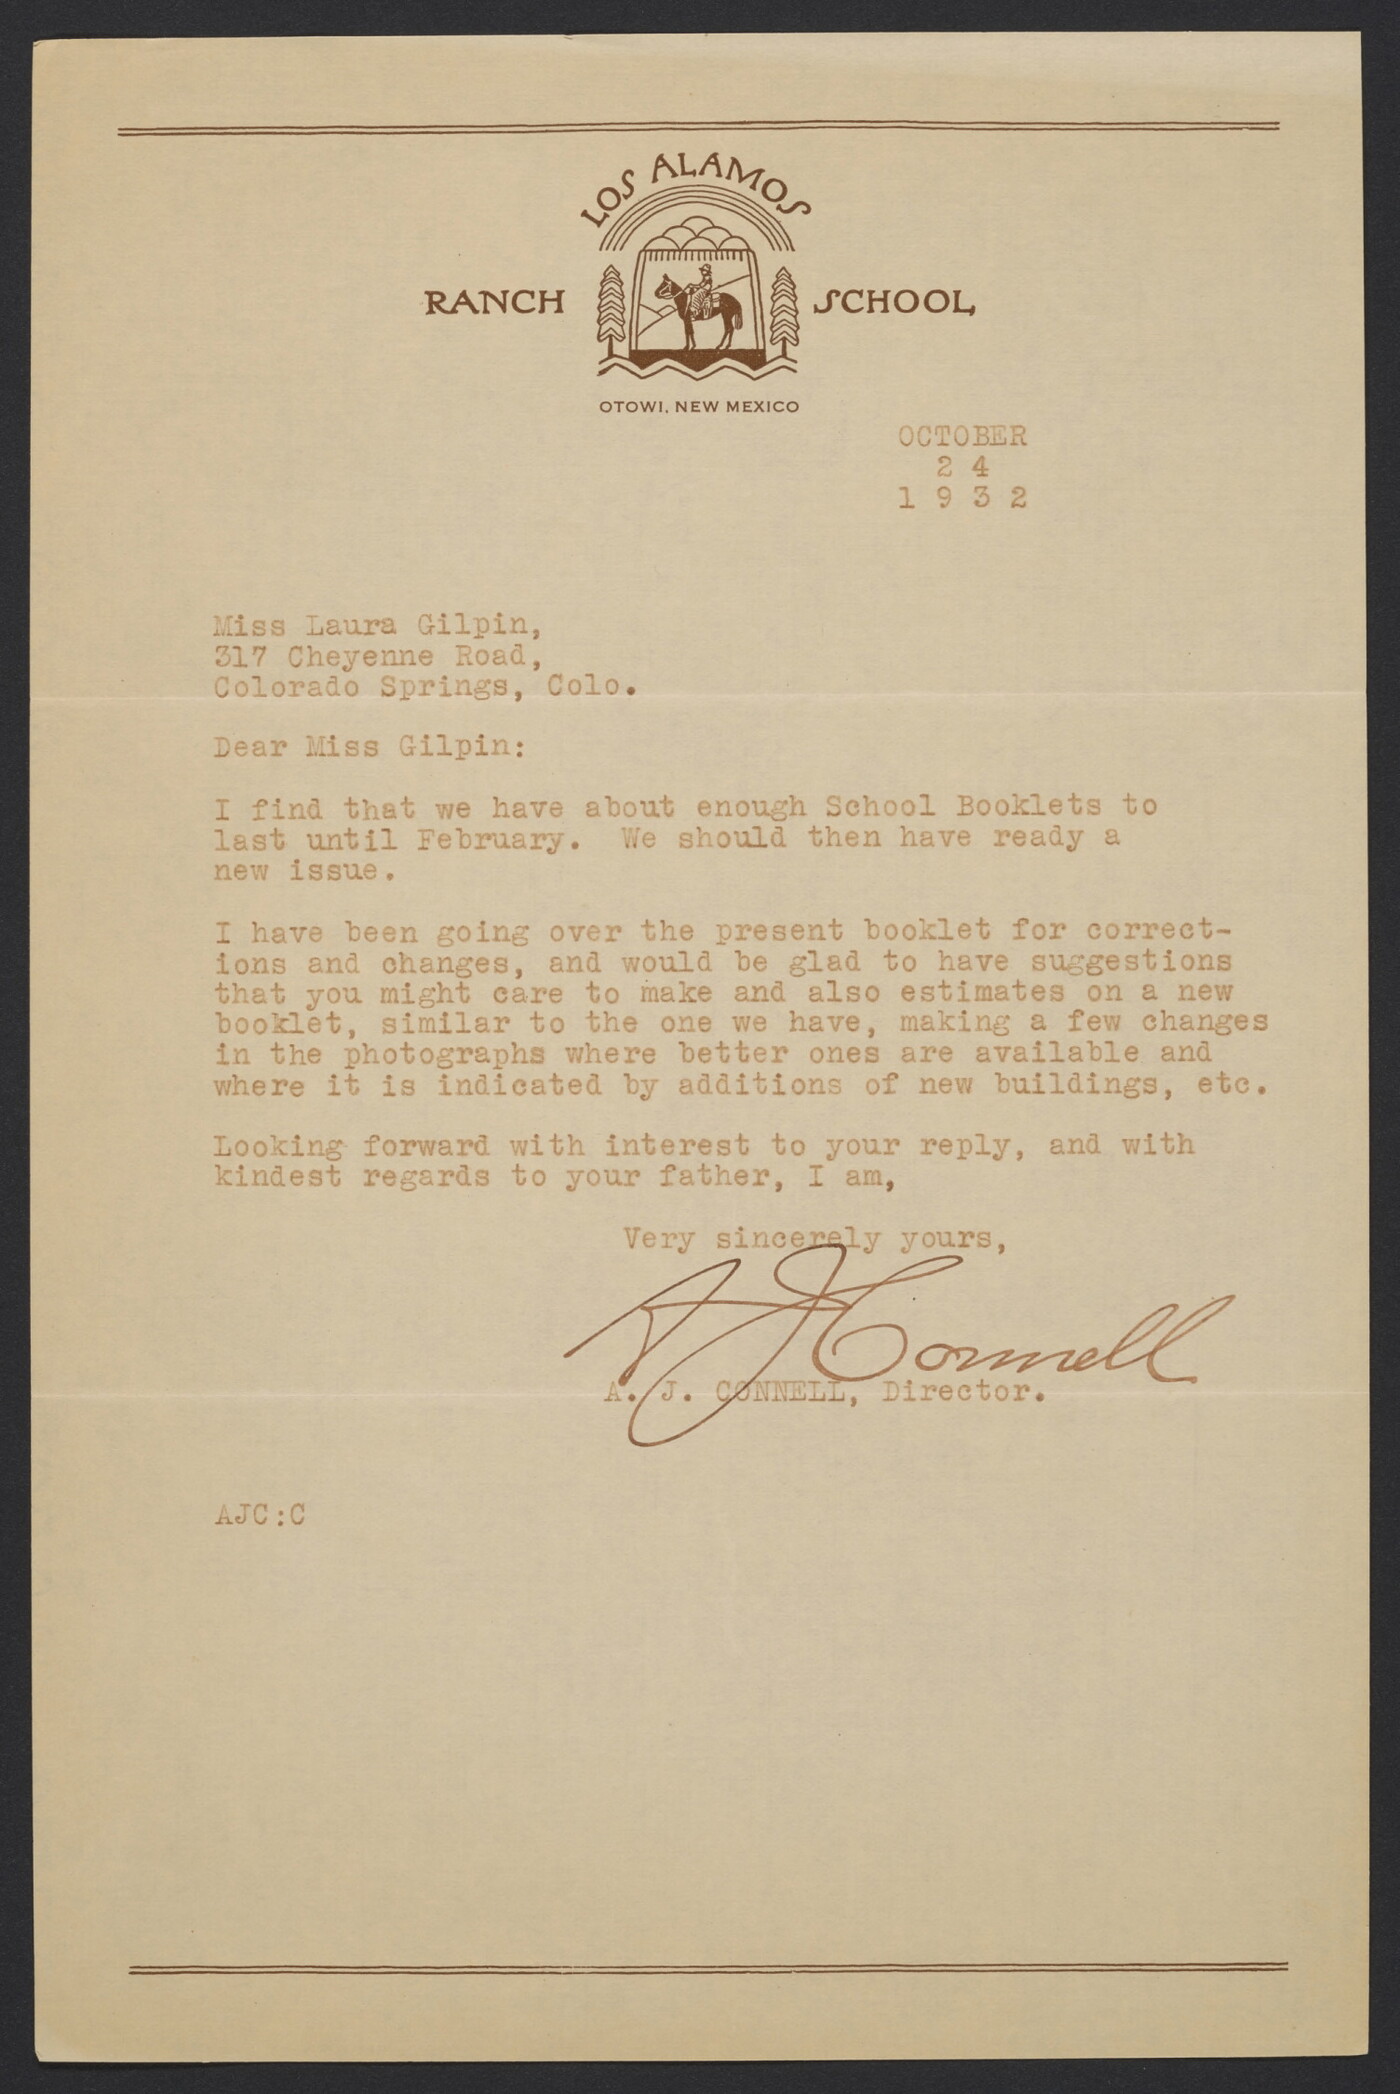 LOS ALAMOS
RANCH SCHOOL
OTOWI, NEW MEXICO
OCTOBER
2 4
1 9 3 2
Miss Laura Gilpin,
317 Cheyenne Road,
Colorado Springs, Colo.
Dear Miss Gilpin:
I find that we have about enough School Booklets to
last until February.  We should then have ready a
new issue.
I have been going over the present booklet for correct-
ions and changes, and would be glad to have suggestions
that you might care to make and also estimates on a new
booklet, similar to the one we have, making a few changes
in the photographs where better ones are available and
where it is indicated by additions of new buildings, etc.
Looking forward with interest to your reply, and with
kindest regards to your father, I am,
Very sincerely yours,
A J Connell
A. J. CONNELL, Director.
AJC:C